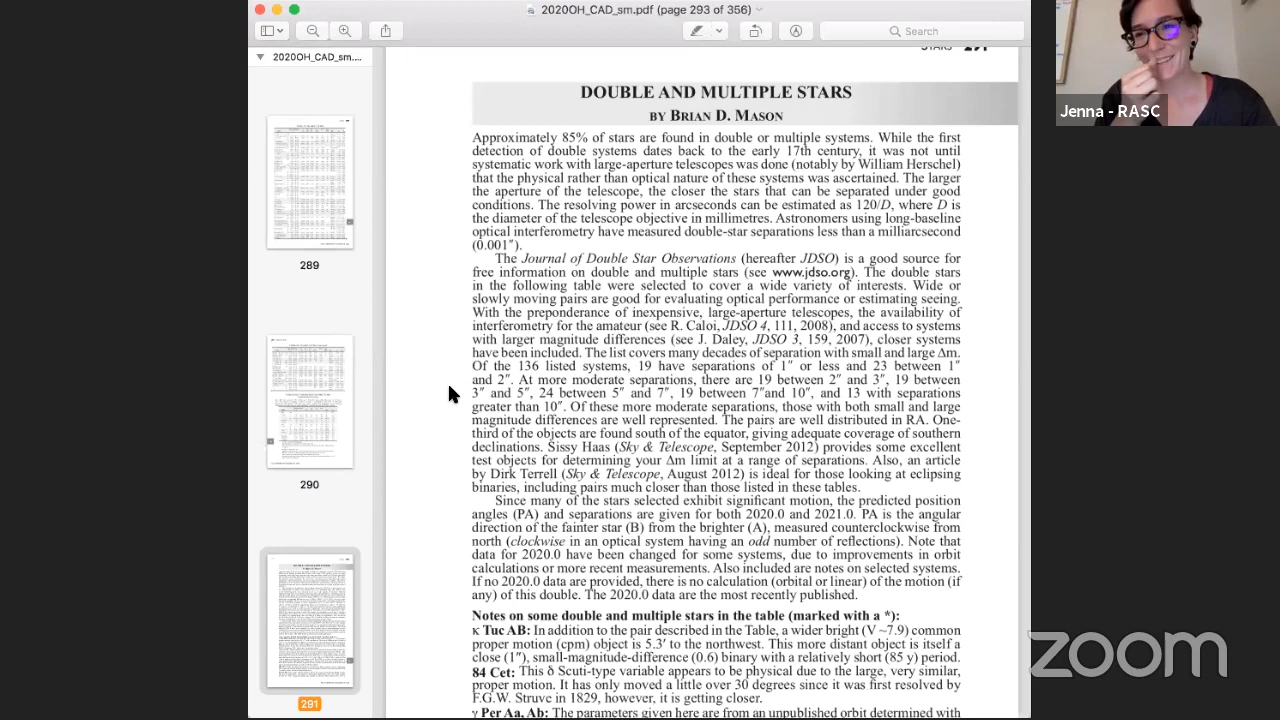 2020OH_CAD_sm.pdf (page 293 of 356)
Search
2020OH_CAD_sm....
289
290
291
STARS 291
DOUBLE AND MULTIPLE STARS
BY BRIAN D. MASON
Approximately 85% of stars are found in double or multiple systems. While the first
detection of double systems dates back to the early 17th century, it was not until
systematic work with large-aperture telescopes was done (notably by William Herschel)
that the physical rather than optical nature of these systems was ascertained. The larger
the aperture of the telescope, the closer the stars that can be separated under good
conditions. The resolving power in arcseconds can be estimated as 120/D, where D is
the diameter of the telescope objective in millimetres. Astronomers using long-baseline
optical interferometry have measured double-star separations less than a milliarcsecond
(0.001″).
The Journal of Double Star Observations (hereafter JDSO) is a good source for
free information on double and multiple stars (see www.jdso.org). The double stars
in the following table were selected to cover a wide variety of interests. Wide or
slowly moving pairs are good for evaluating optical performance or estimating seeing.
With the preponderance of inexpensive, large-aperture telescopes, the availability of
interferometry for the amateur (see R. Caloi, JDSO 4, 111, 2008), and access to systems
with larger magnitude differences (see J. Daley, JDSO 3, 159, 2007), closer systems
have been included. The list covers many classes of separation with small and large Δm.
Of the 136 listed systems, 19 have separations of 1″ or less and 23 between 1″
and 2″. At more moderate separations, there are 19 between 2″ and 3″, 19 between
3″ and 5″, 24 between 5″ and 7″, 19 between 7″ and 10″, and 13 with separations
greater than 10″. Of these more moderate separations, those with both small and large
magnitude differences are well represented. The pairs are well distributed in RA. One-
third of the objects are found south of the equator, giving adequate coverage of southern
declinations. Sissy Haas (Sky & Telescope, September 2012) provides some excellent
test objects for determining your Δm limit at a range of separations. Also, an article
by Dirk Terrell (Sky & Telescope, August 2012) is ideal for those looking at eclipsing
binaries, including pairs much closer than those listed in these tables.
Since many of the stars selected exhibit significant motion, the predicted position
angles (PA) and separations are given for both 2020.0 and 2021.0. PA is the angular
direction of the fainter star (B) from the brighter (A), measured counterclockwise from
north (clockwise in an optical system having an odd number of reflections). Note that
data for 2020.0 have been changed for some systems, due to improvements in orbit
calculations or more recent measurements. Also included are notes on selected systems.
If no 2021.0 data are provided, there is no calculation (orbital or linear) of the motion (if
any) of this double. The 2020.0 data are the most recently published.
Notes on some double and multiple stars in the table (marked with a *):
B: In addition to the pair described in the table, a wide, bright (V = 7.9) common
proper motion pair object is 5.3′ to the northwest. This more distant object is itself a
close (1″), small-magnitude-difference (0.61) pair with a relatively short (85 y) period.
84 Cet: This δ Scuti-type variable appears to be physical due to the large, very similar,
proper motion. It has only moved a little over 30 degrees since it was first resolved by
F.G.W. Struve in 1829, however, it is getting closer.
γ Per Aa, Ab: The parameters given here are from an unpublished orbit determined with
Jenna - RASC
zoom